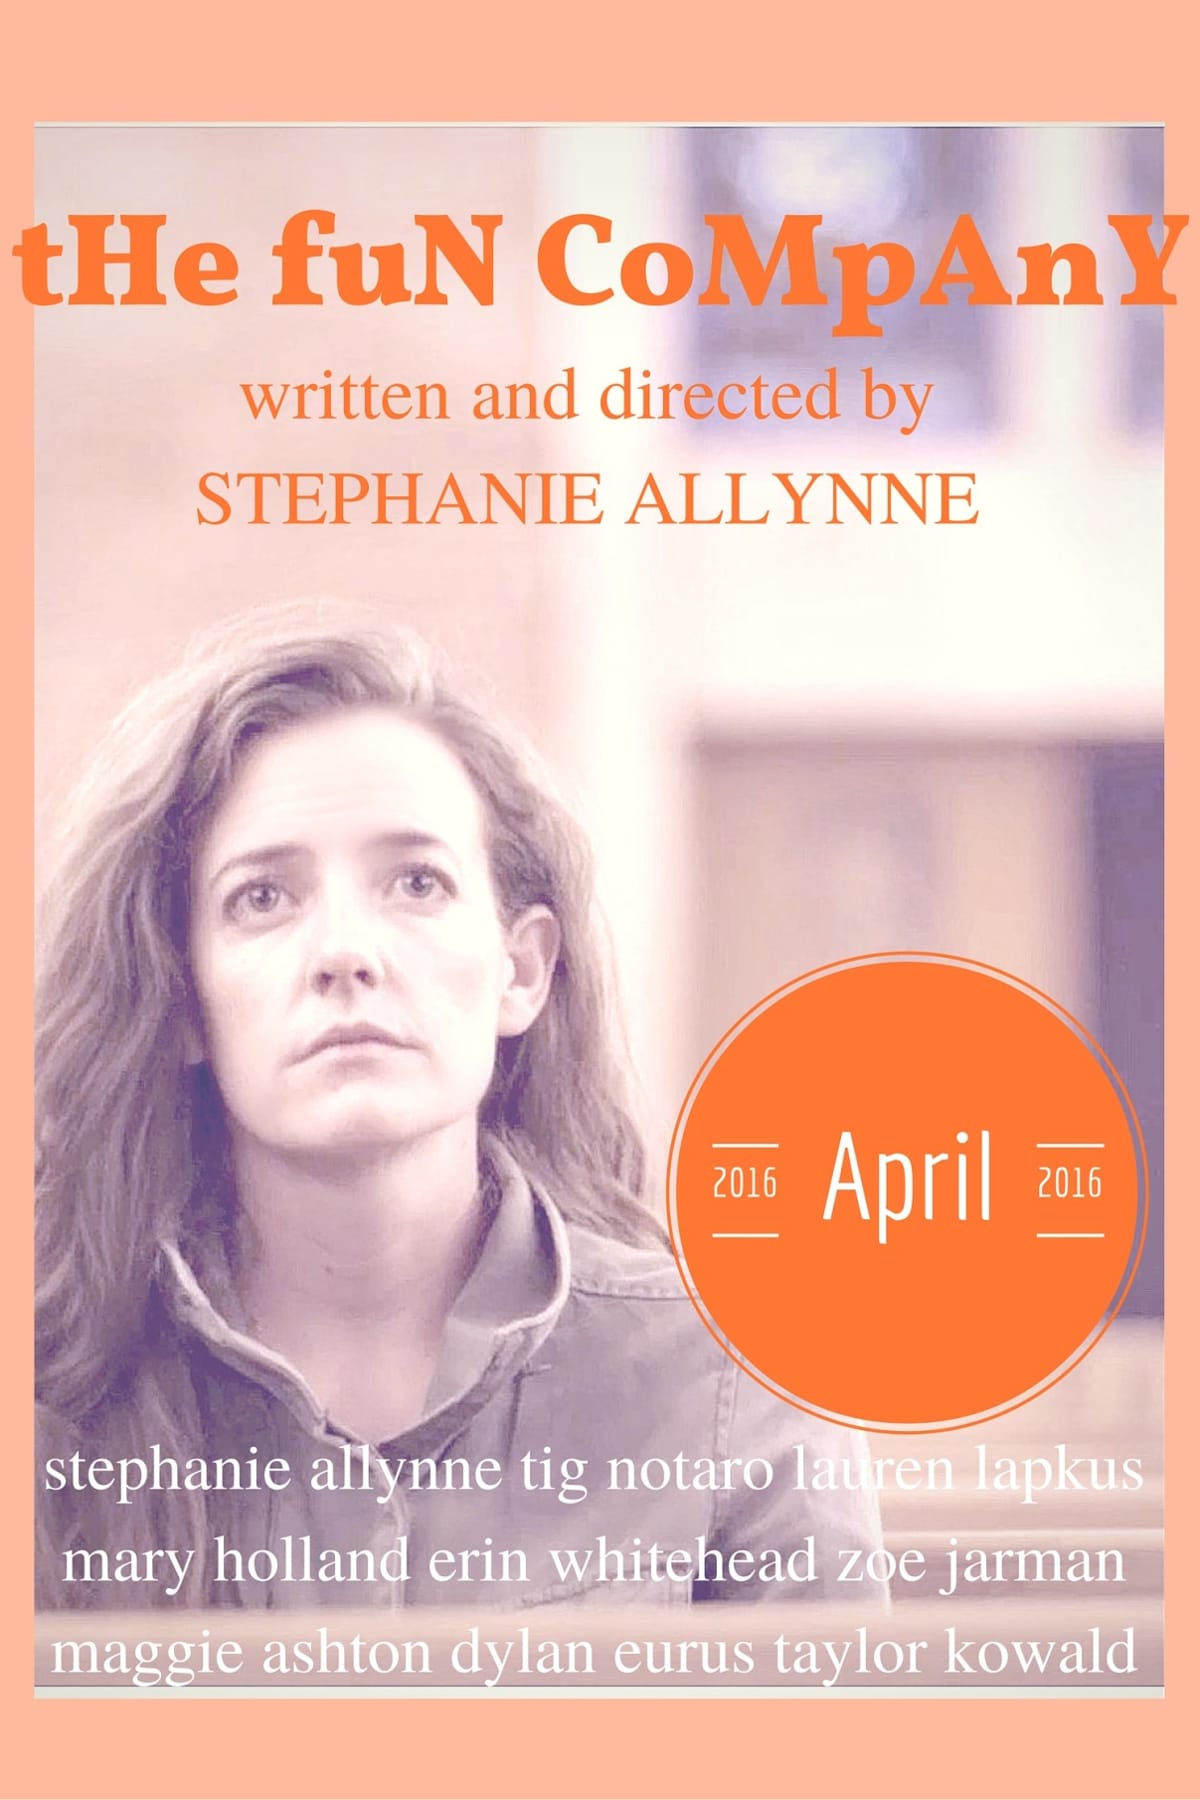 tHe fuN CoMpAnY
written and directed by
STEPHANIE ALLYNNE
2016 April 2016
stephanie allynne tig notaro lauren lapkus
mary holland erin whitehead zoe jarman
maggie ashton dylan eurus taylor kowald